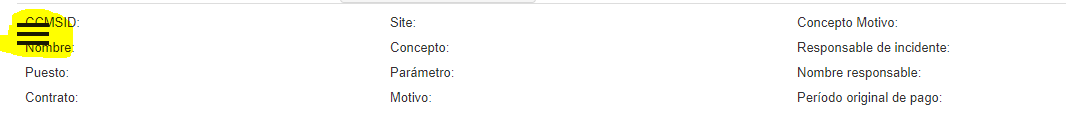 CCMSID:
Nombre:
Puesto:
Contrato:
Site:
Concepto:
Parámetro:
Motivo:
Concepto Motivo:
Responsable de incidente:
Nombre responsable:
Período original de pago: